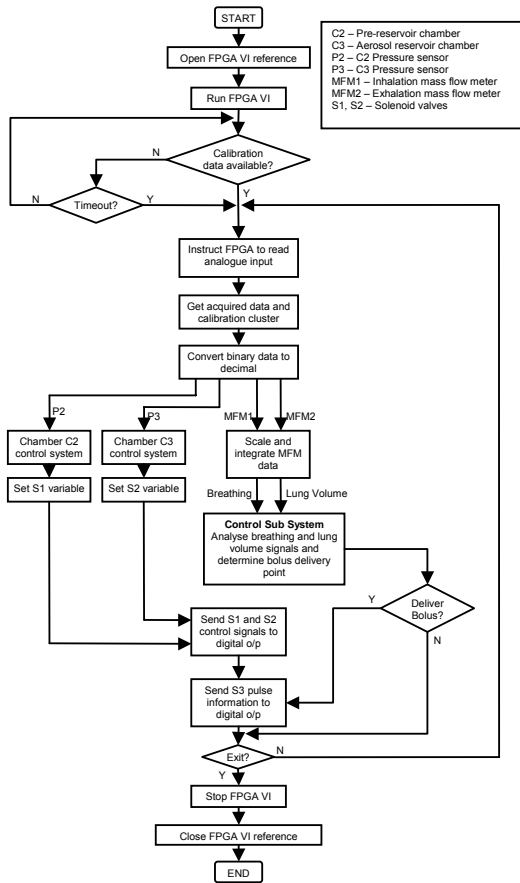 START
C2 – Pre-reservoir chamber
C3 – Aerosol reservoir chamber
P2 – C2 Pressure sensor
P3 – C3 Pressure sensor
MFM1 – Inhalation mass flow meter
MFM2 – Exhalation mass flow meter
S1, S2 – Solenoid valves
Open FPGA VI reference
Run FPGA VI
N
Calibration
data available?
N
Timeout?
Y
Y
Instruct FPGA to read
analogue input
Get acquired data and
calibration cluster
Convert binary data to
decimal
P2
P3
MFM1
MFM2
Chamber C2
control system
Chamber C3
control system
Scale and
integrate MFM
data
Set S1 variable
Set S2 variable
Breathing
Lung Volume
Control Sub System
Analyse breathing and lung
volume signals and
determine bolus delivery
point
Y
Deliver
Bolus?
N
Send S1 and S2
control signals to
digital o/p
Send S3 pulse
information to
digital o/p
Exit?
N
Y
Stop FPGA VI
Close FPGA VI reference
END